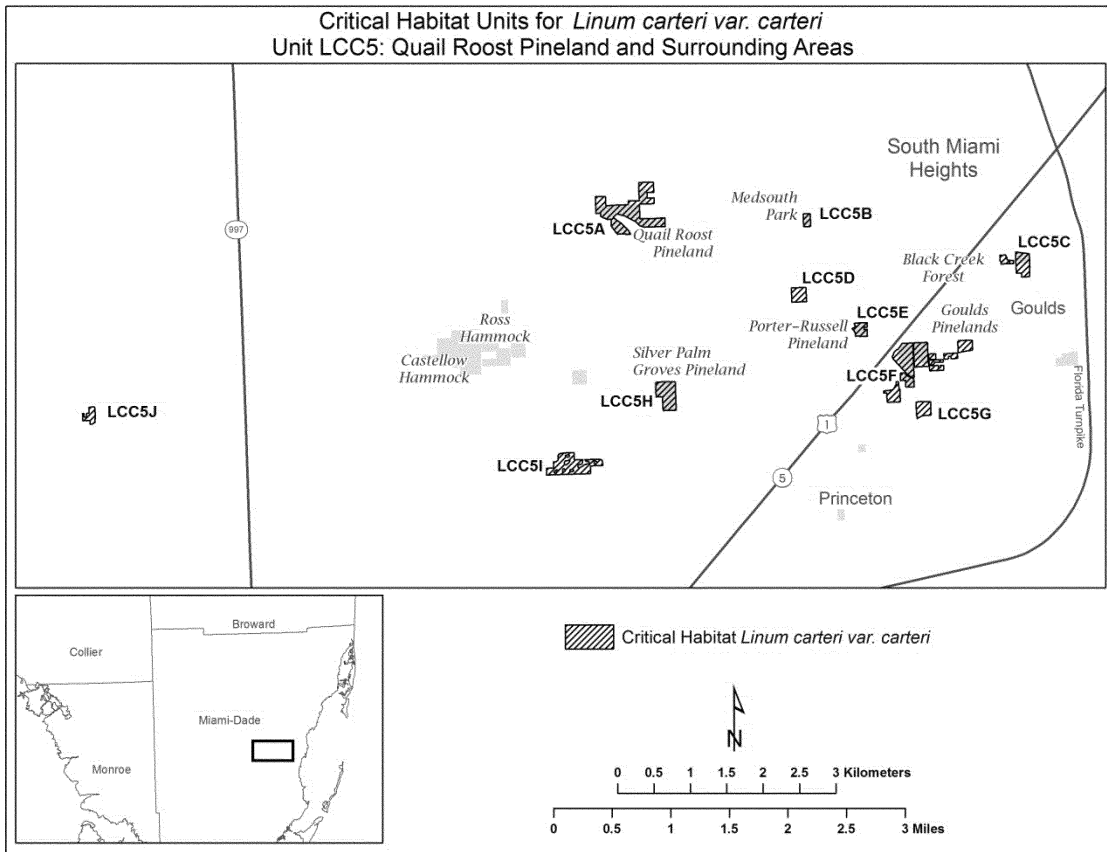 Critical Habitat Units for Linum carteri var. carteri
Unit LCC5: Quail Roost Pineland and Surrounding Areas
South Miami
Heights
Medsouth
Park
LCC5B
997
LCC5A
Quail Roost
Pineland
LCC5C
Black Creek
Forest
LCC5D
Goulds
LCC5E
Goulds
Pinelands
Porter-Russell
Pineland
Ross
Hammock
Castellow
Hammock
Silver Palm
Groves Pineland
LCC5F
Florida Turnpike
LCC5H
LCC5J
LCC5G
1
LCC5I
5
Princeton
Broward
Collier
Miami-Dade
Monroe
Critical Habitat Linum carteri var. carteri
N
0 0.5 1 1.5 2 2.5 3 Kilometers
0 0.5 1 1.5 2 3 Miles